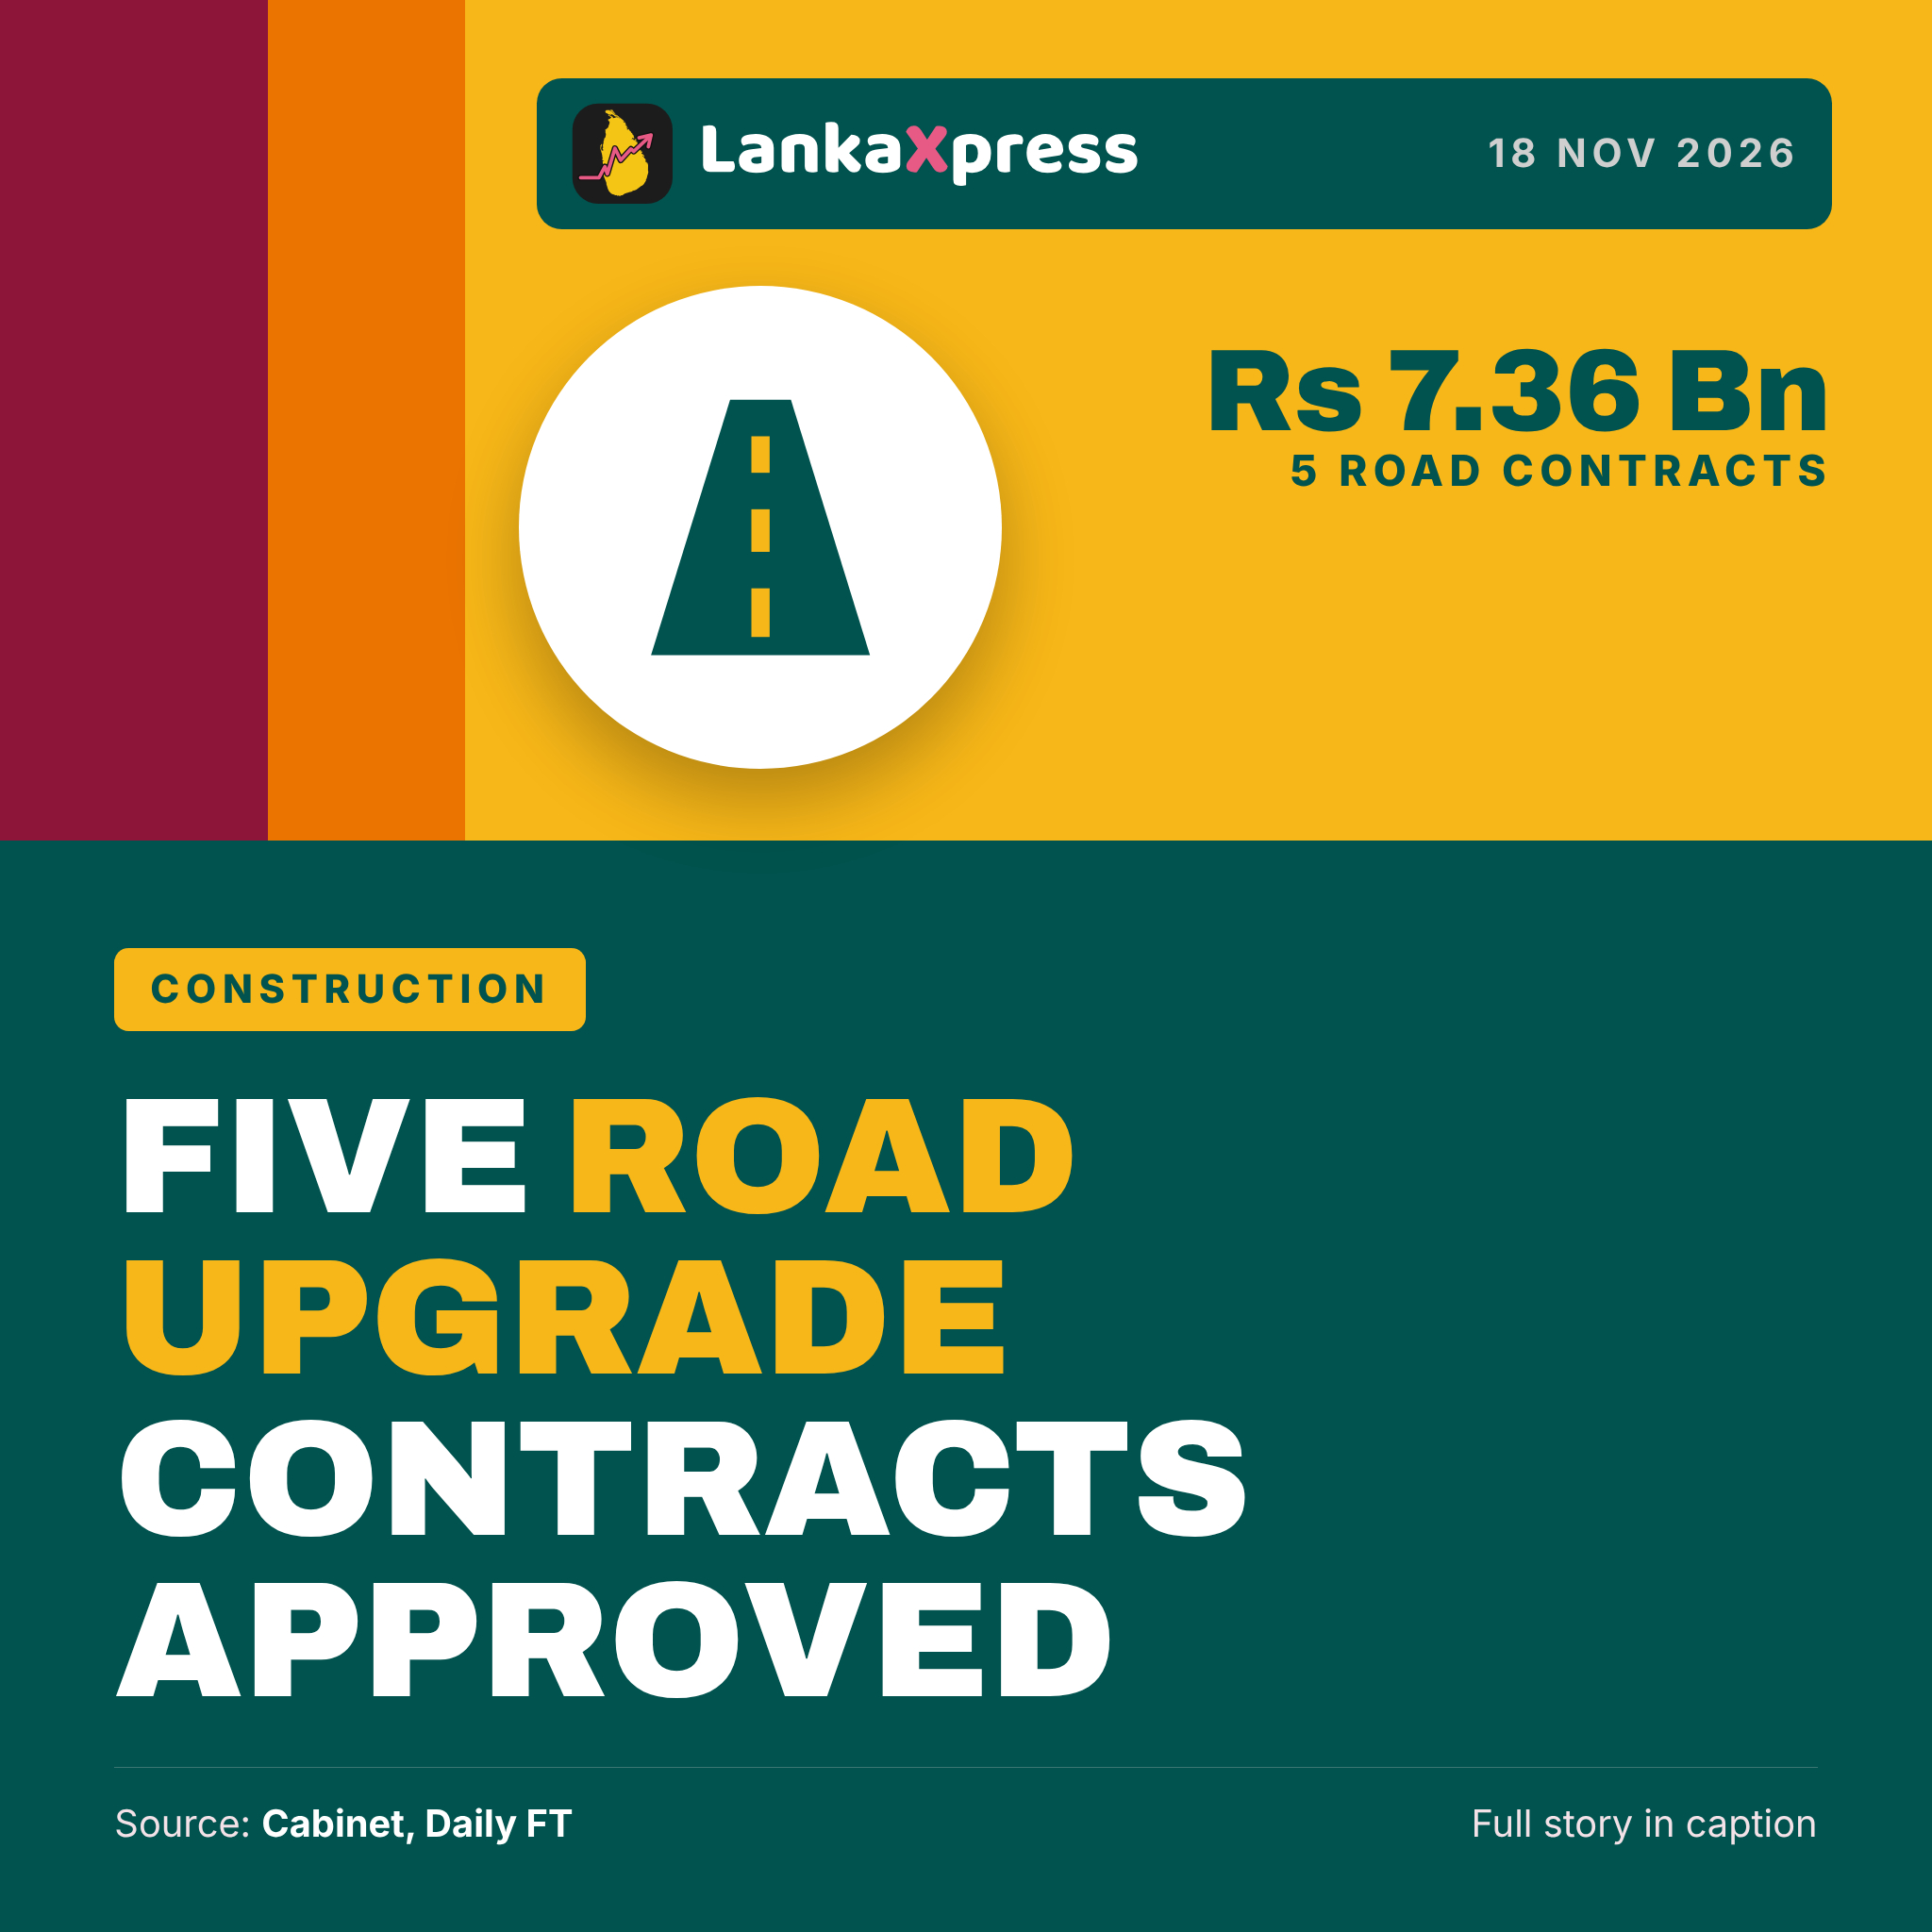 LankaXpress
18 NOV 2026
Rs 7.36 Bn
5 ROAD CONTRACTS
CONSTRUCTION
FIVE ROAD
UPGRADE
CONTRACTS
APPROVED
Source: Cabinet, Daily FT
Full story in caption